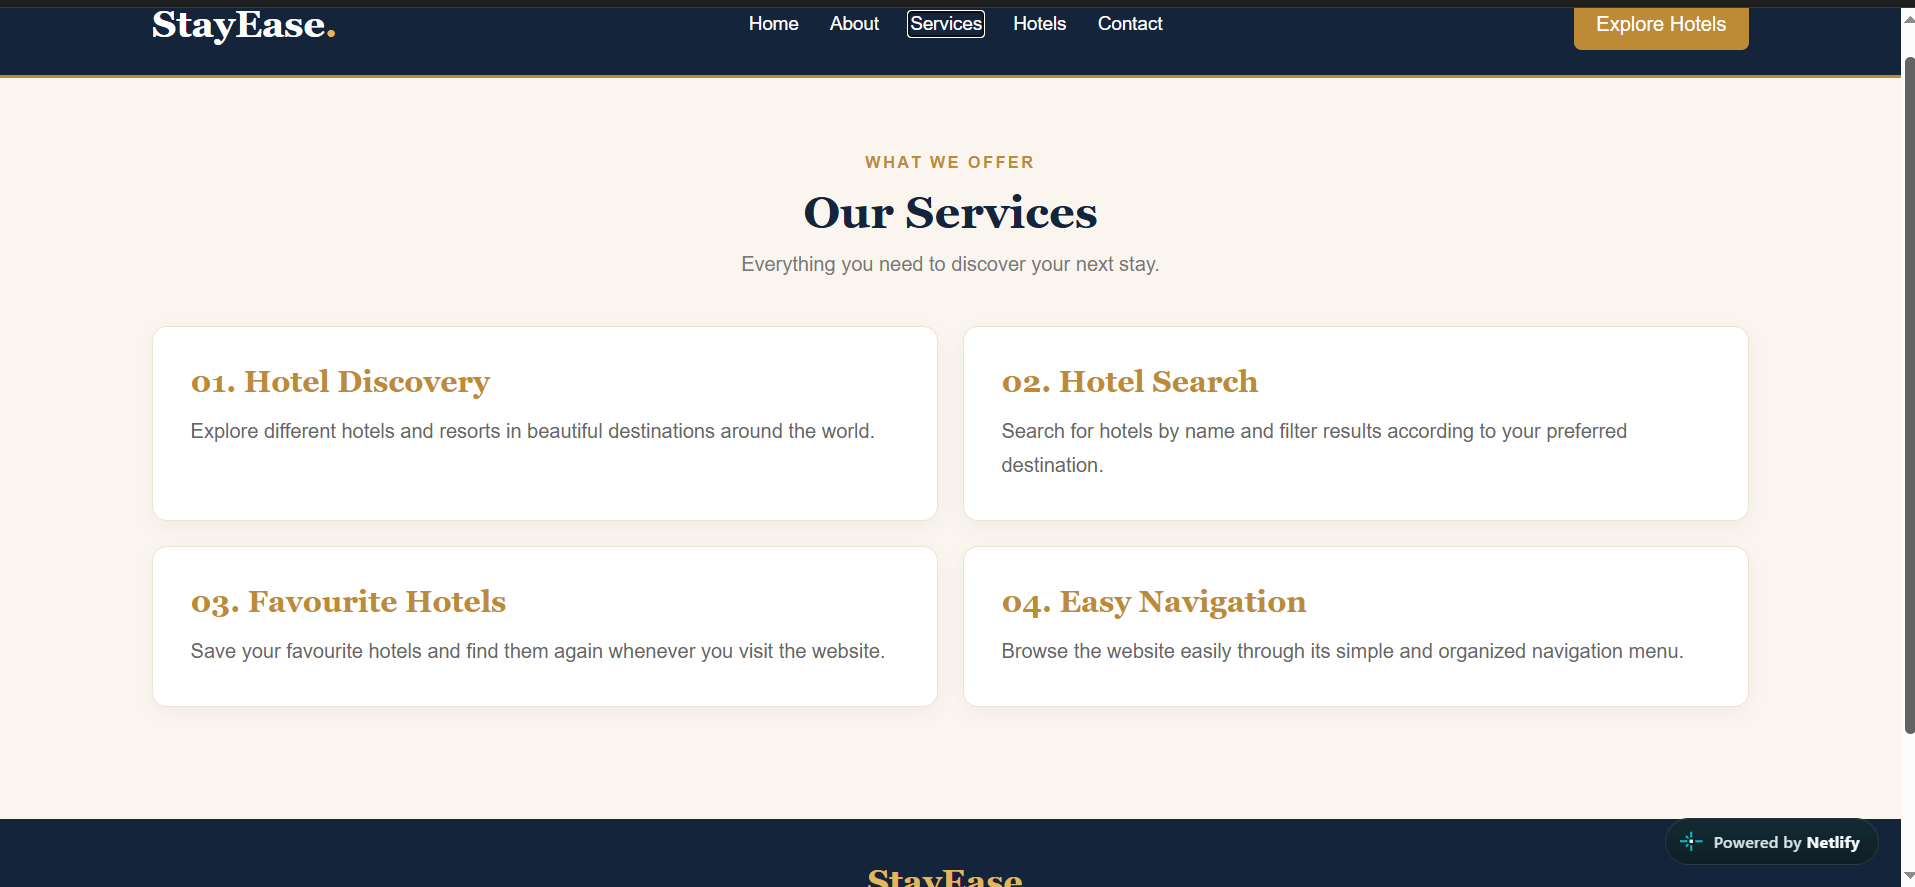 StayEase.
Home About Services Hotels Contact
Explore Hotels
WHAT WE OFFER
Our Services
Everything you need to discover your next stay.
01. Hotel Discovery
Explore different hotels and resorts in beautiful destinations around the world.
02. Hotel Search
Search for hotels by name and filter results according to your preferred
destination.
03. Favourite Hotels
Save your favourite hotels and find them again whenever you visit the website.
04. Easy Navigation
Browse the website easily through its simple and organized navigation menu.
Powered by Netlify
StayEase